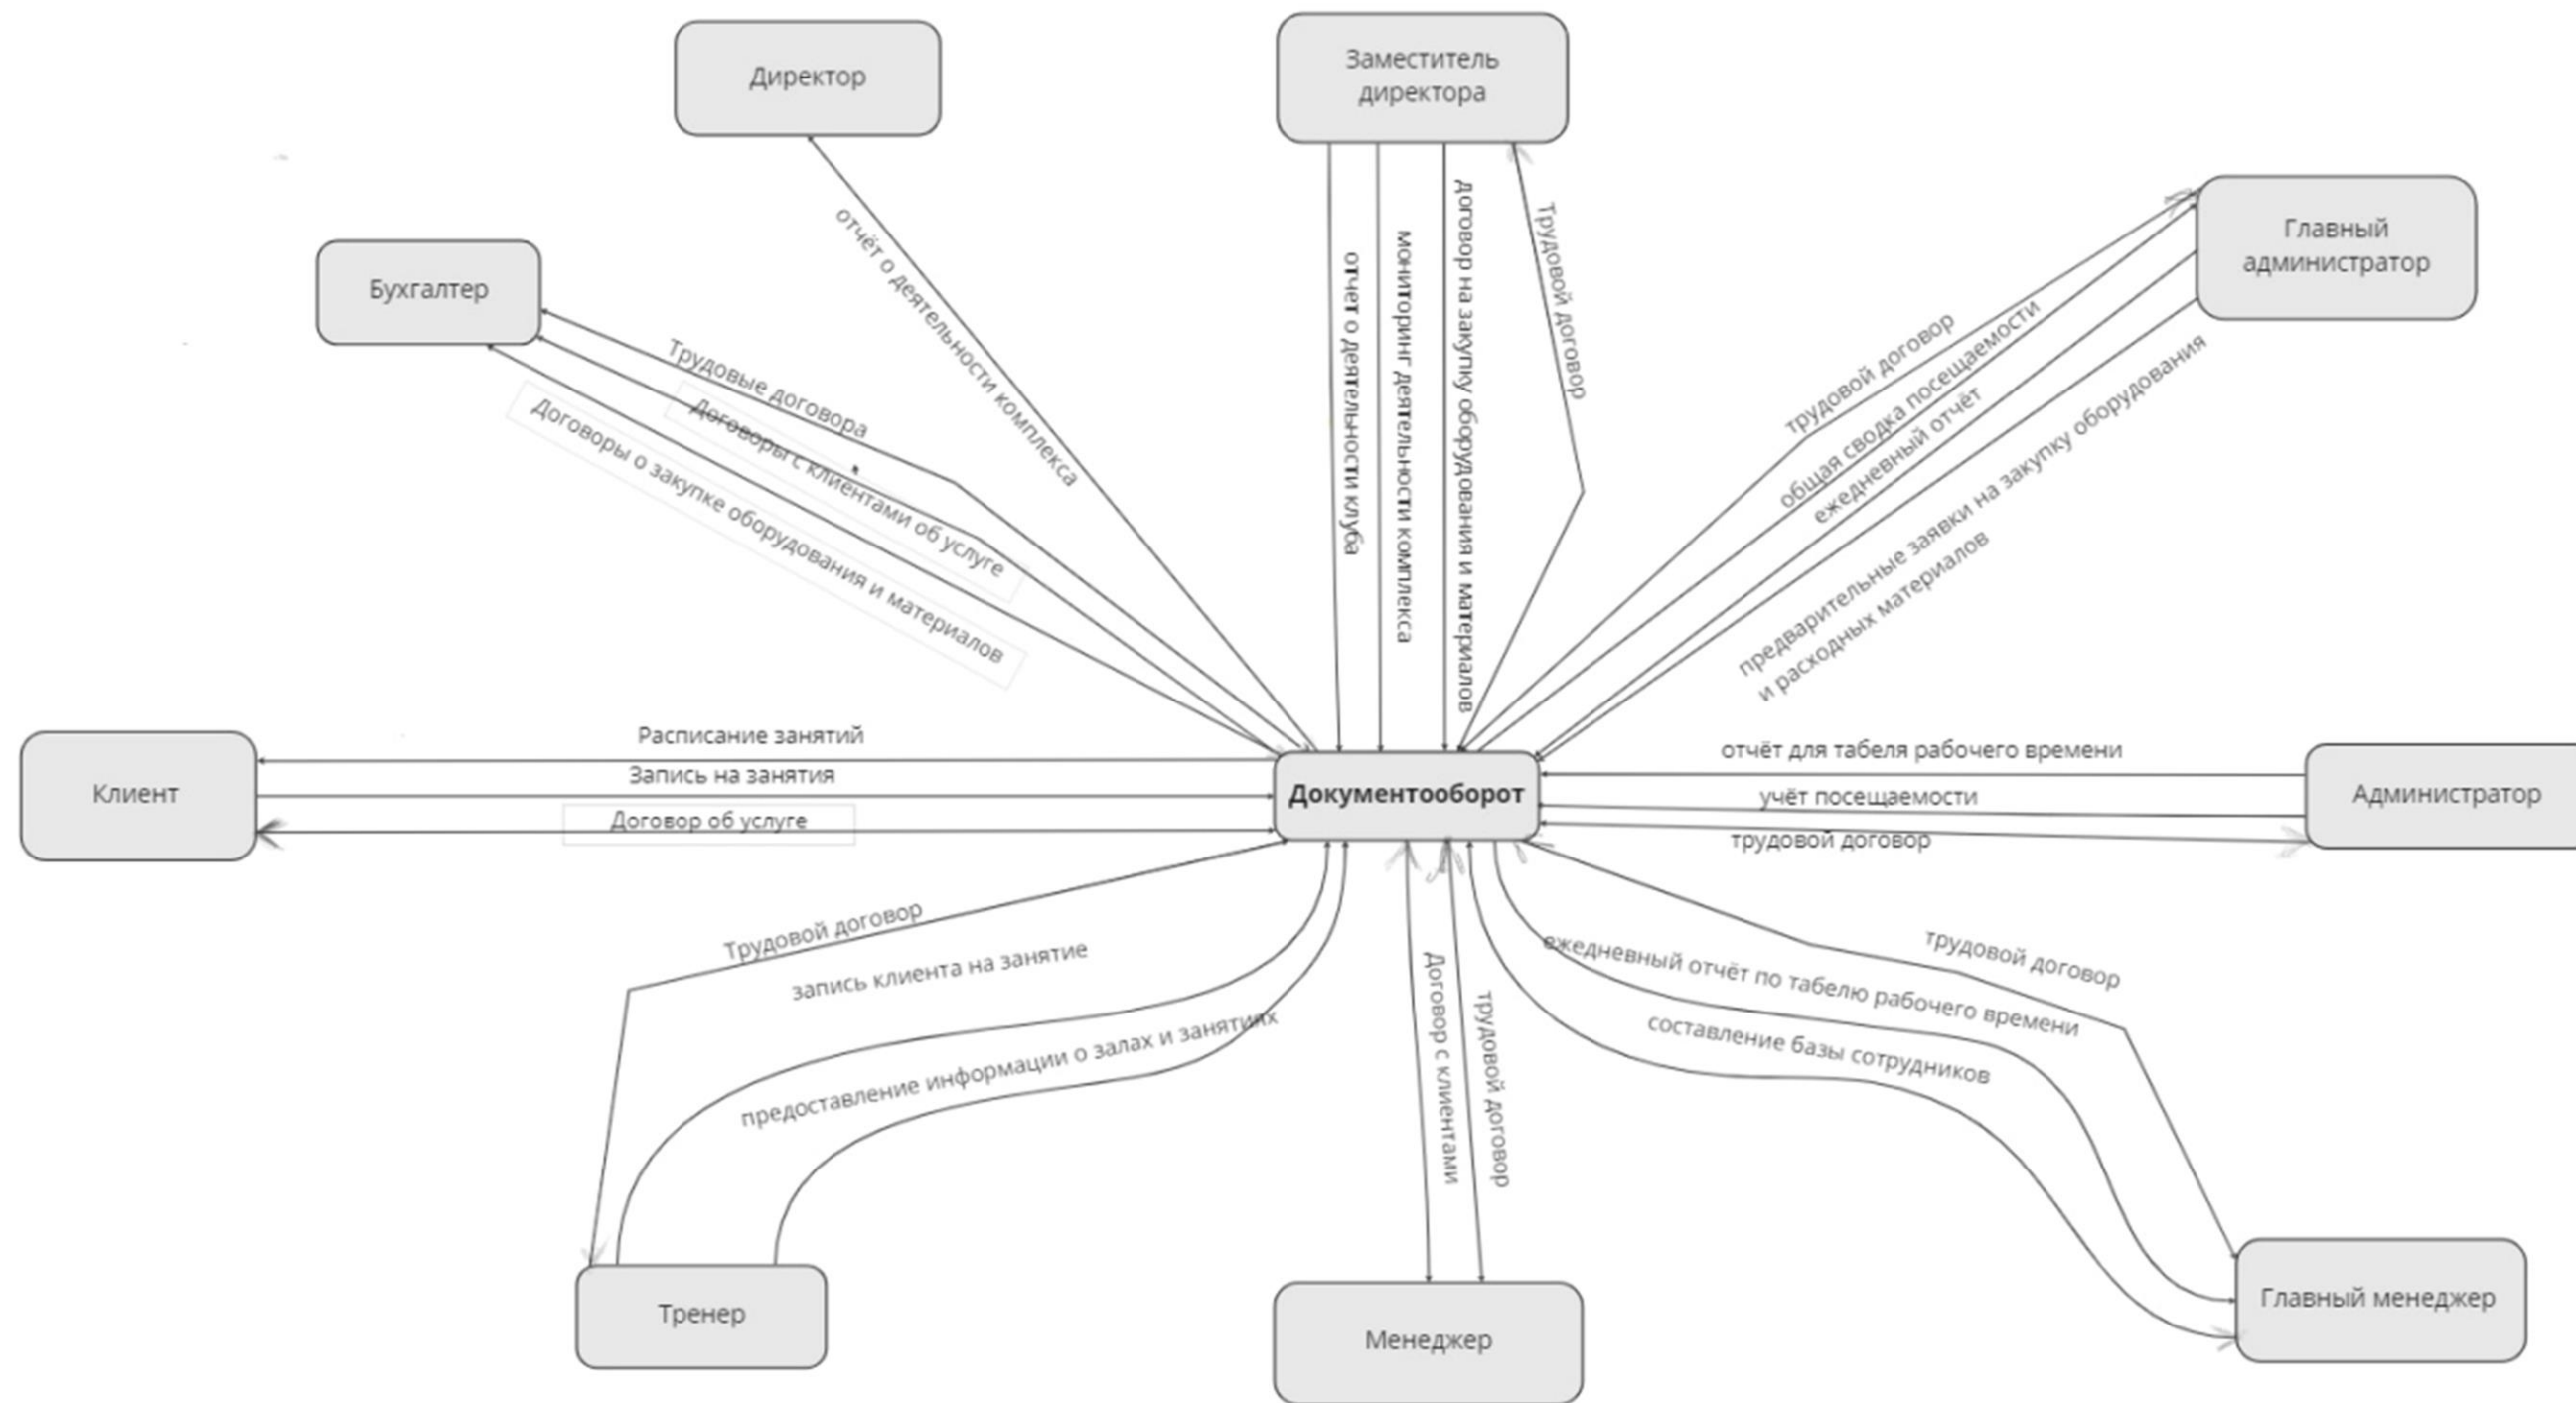 Директор
Заместитель
директора
Главный
администратор
Бухгалтер
отчёт о деятельности комплекса
отчет о деятельности клуба
мониторинг деятельности комплекса
договор на закупку оборудования и материалов
Трудовой договор
трудовой договор
общая сводка посещаемости
ежедневный отчёт
предварительные заявки на закупку оборудования
и расходных материалов
Трудовые договора
Договоры с клиентами об услуге
Договоры о закупке оборудования и материалов
Клиент
Расписание занятий
Запись на занятия
Договор об услуге
Документооборот
отчёт для табеля рабочего времени
учёт посещаемости
трудовой договор
Администратор
Трудовой договор
запись клиента на занятие
предоставление информации о залах и занятиях
Договор с клиентами
трудовой договор
трудовой договор
ежедневный отчёт по табелю рабочего времени
составление базы сотрудников
Тренер
Менеджер
Главный менеджер